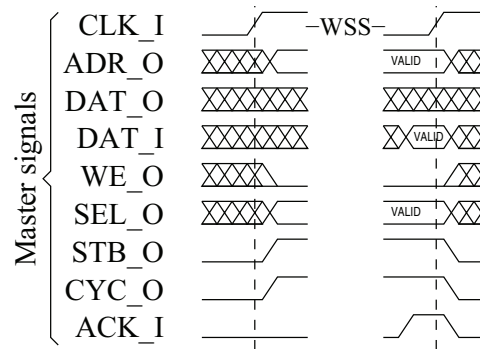 Master signals
CLK_I
-WSS-
ADR_O
VALID
DAT_O
DAT_I
VALID
WE_O
SEL_O
VALID
STB_O
CYC_O
ACK_I